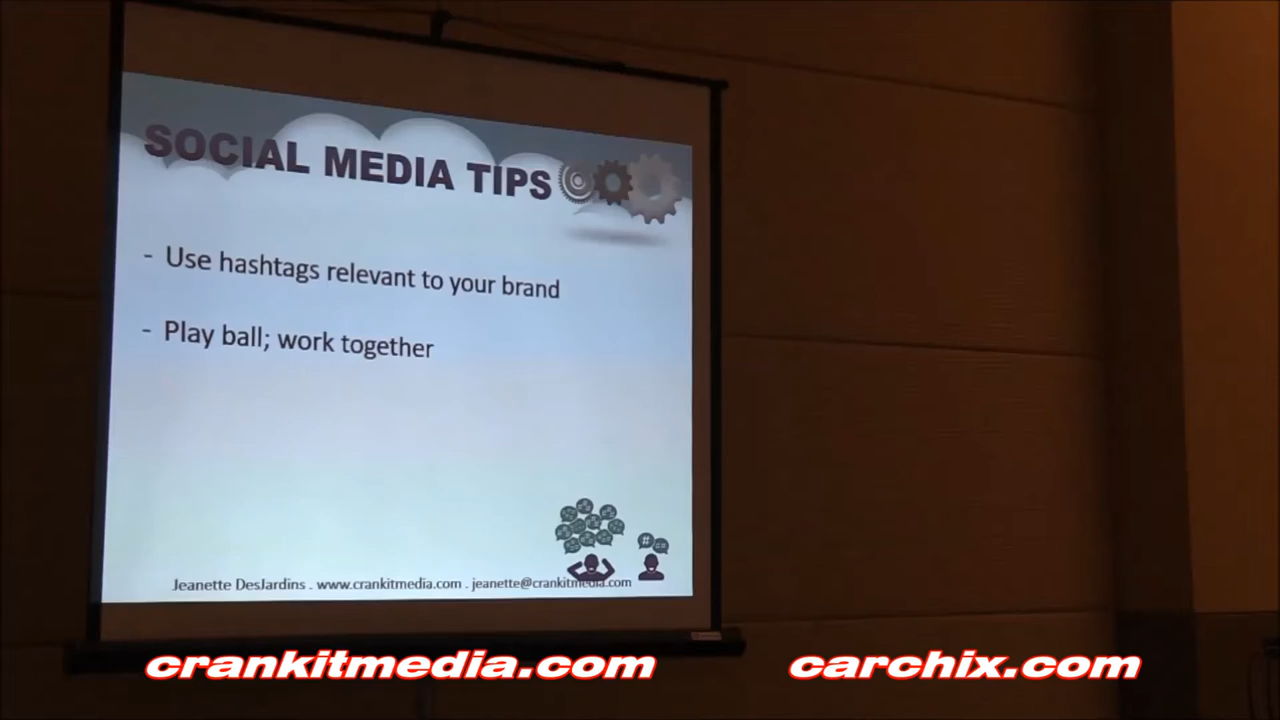 SOCIAL MEDIA TIPS
- Use hashtags relevant to your brand
- Play ball; work together
#
Jeanette DesJardins . www.crankitmedia.com . jeanette@crankitmedia.com
crankitmedia.com
carchix.com